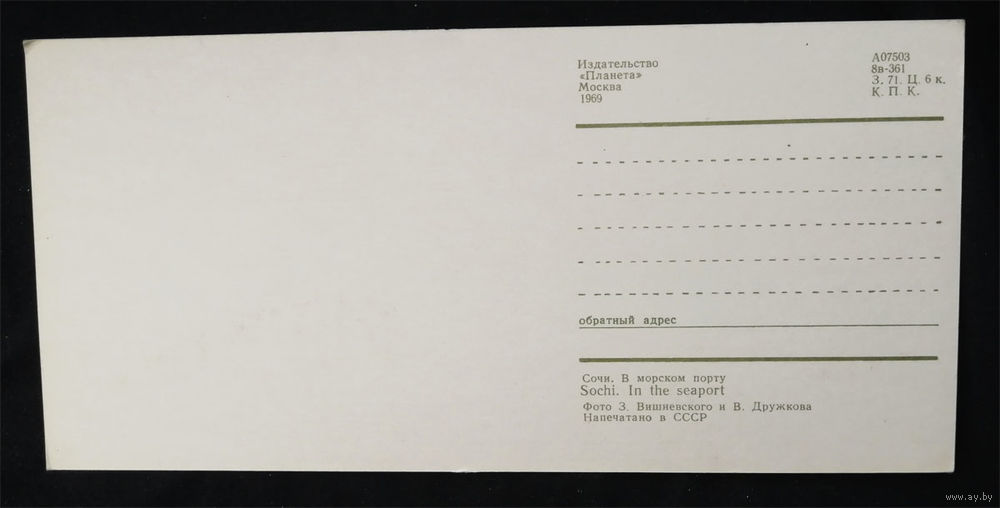 Издательство
«Планета»
Москва
1969
А07503
8в-361
З. 71. Ц. 6 к.
К. П. К.
обратный адрес
Сочи. В морском порту
Sochi. In the seaport
Фото З. Вишневского и В. Дружкова
Напечатано в СССР
www.ay.by